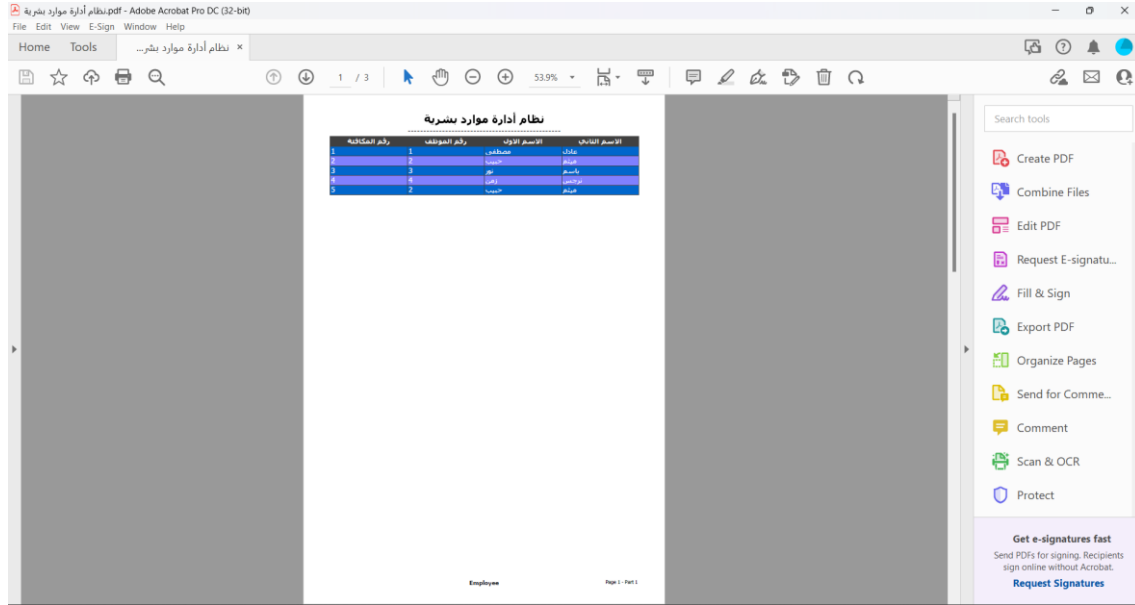 نظام أدارة موارد بشرية.pdf - Adobe Acrobat Pro DC (32-bit)
File Edit View E-Sign Window Help
Home Tools نظام أدارة موارد بشر... ×
1 / 3 53.9%
نظام أدارة موارد بشرية
الاسم الثاني الاسم الاول رقم الموظف رقم المكافئة
عادل مصطفى 1 1
ميثم حبيب 2 2
باسم نور 3 3
نرجس زمن 4 4
ميثم حبيب 2 5
Employee Page 1 - Part 1
Search tools
Create PDF
Combine Files
Edit PDF
Request E-signatu...
Fill & Sign
Export PDF
Organize Pages
Send for Comme...
Comment
Scan & OCR
Protect
Get e-signatures fast
Send PDFs for signing. Recipients
sign online without Acrobat.
Request Signatures